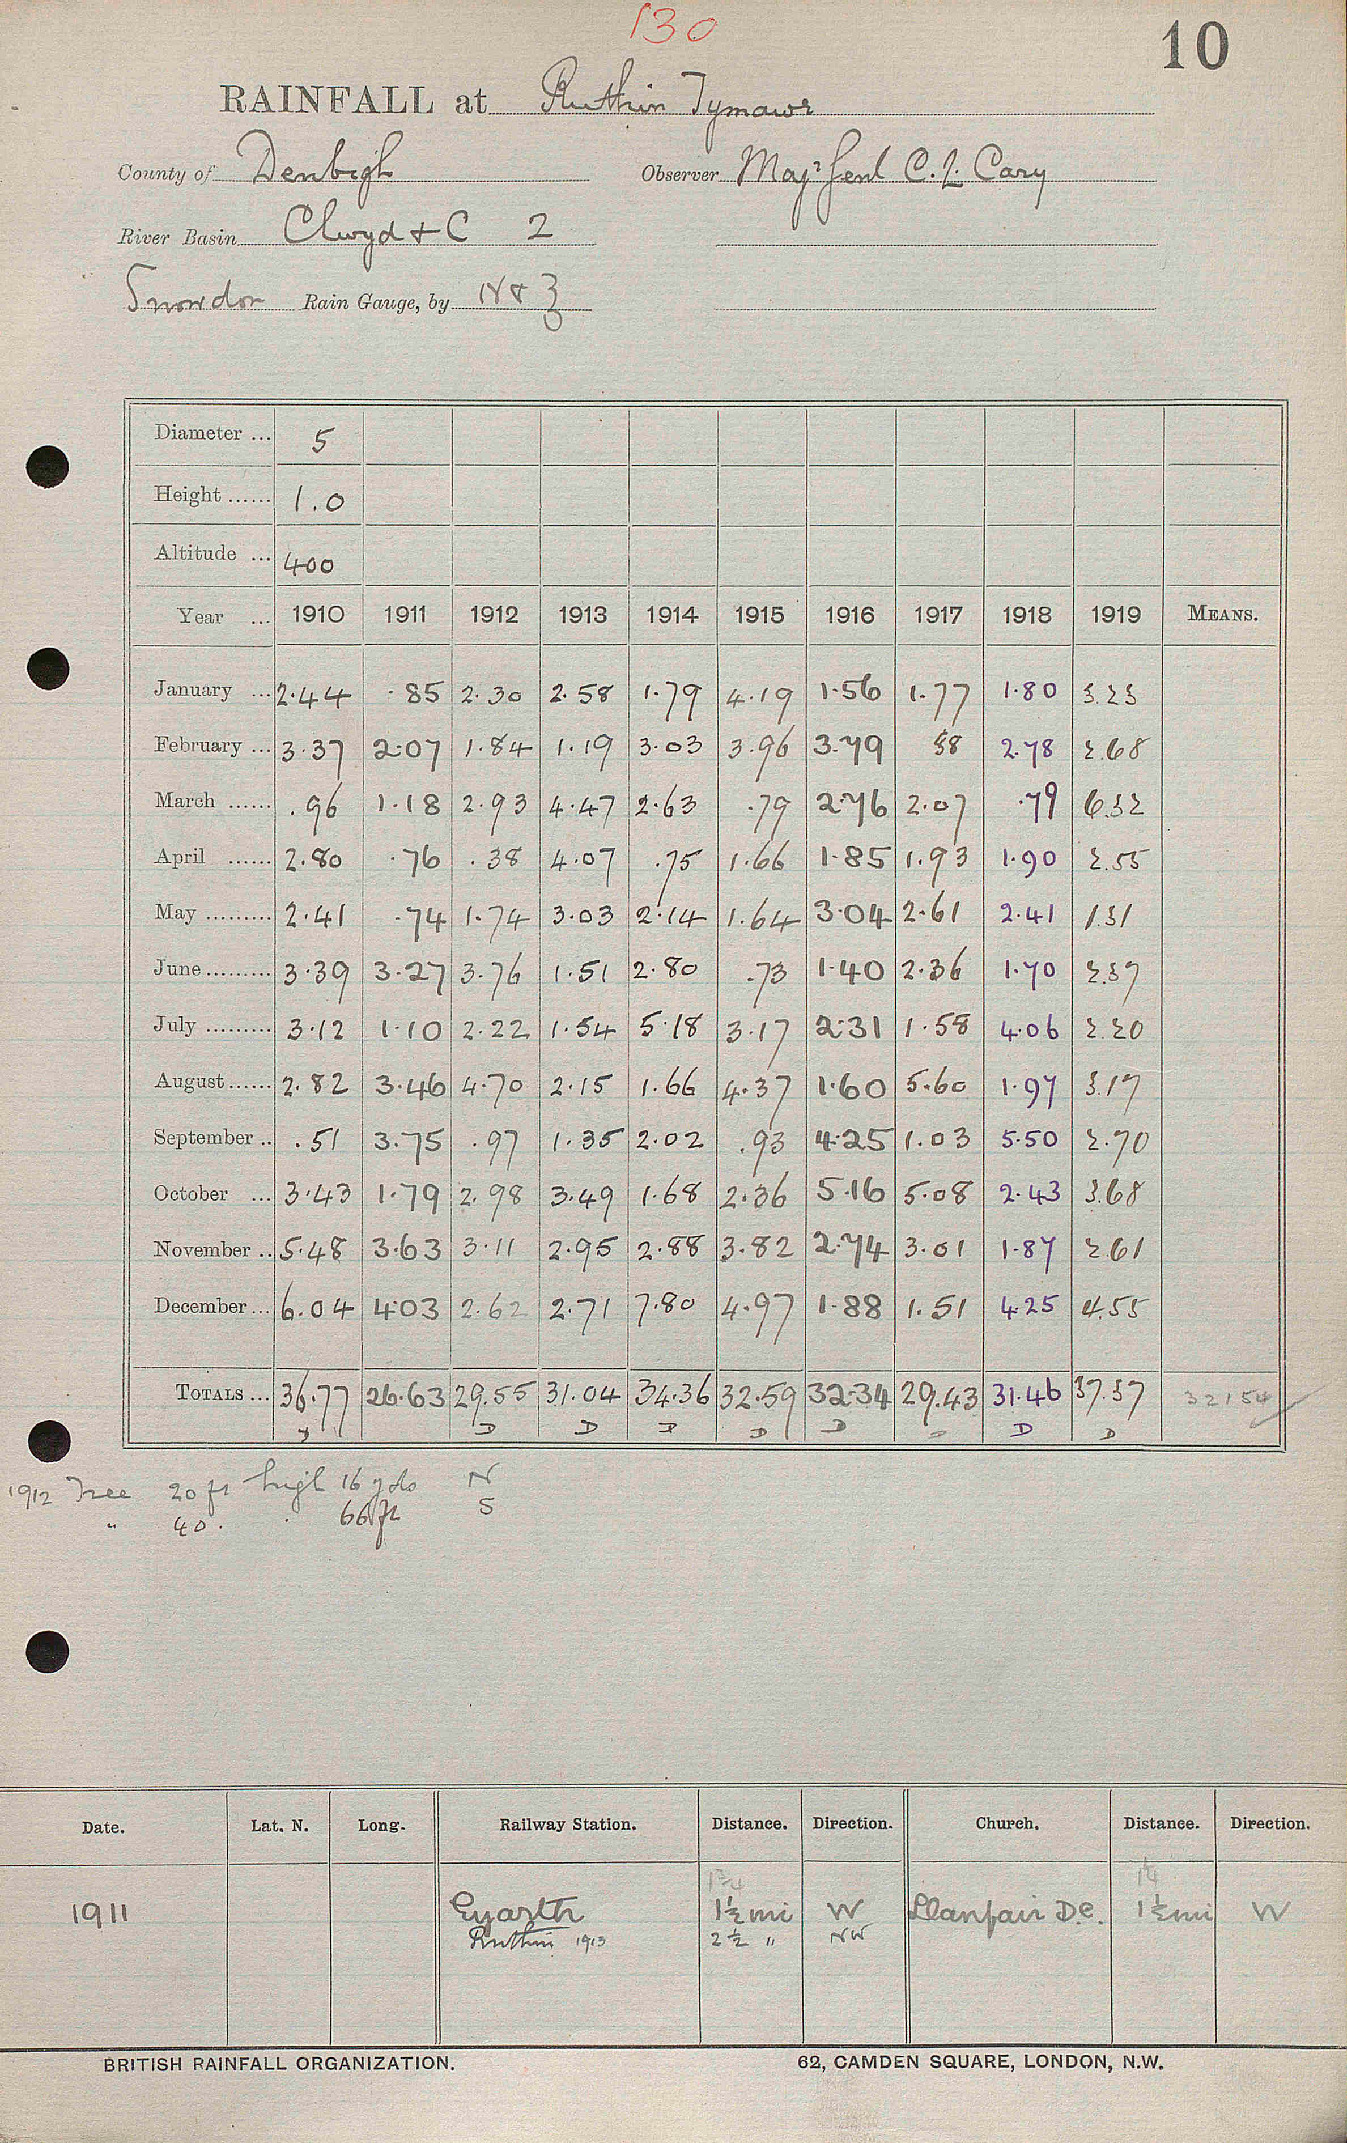 130
10
RAINFALL at Ruthin Tymawr
County of Denbigh Observer Maj^r Genl C. L. Cary
River Basin Clwyd + C 2
Snowdon Rain Gauge, by N & Z
Diameter ... 5
Height ...... 1.0
Altitude ... 400
Year ... 1910 1911 1912 1913 1914 1915 1916 1917 1918 1919 MEANS.
January ... 2.44 .85 2.30 2.58 1.79 4.19 1.56 1.77 1.80 3.23
February ... 3.37 2.07 1.84 1.19 3.03 3.96 3.79 88 2.78 2.68
March ...... .96 1.18 2.93 4.47 2.63 .79 2.76 2.07 .79 6.32
April ...... 2.80 .76 .38 4.07 .75 1.66 1.85 1.93 1.90 2.55
May ......... 2.41 .74 1.74 3.03 2.14 1.64 3.04 2.61 2.41 1.31
June ......... 3.39 3.27 3.76 1.51 2.80 .73 1.40 2.36 1.70 2.37
July ......... 3.12 1.10 2.22 1.54 5.18 3.17 2.31 1.58 4.06 2.20
August ...... 2.82 3.46 4.70 2.15 1.66 4.37 1.60 5.60 1.97 3.17
September .. .51 3.75 .97 1.35 2.02 .93 4.25 1.03 5.50 2.70
October ... 3.43 1.79 2.98 3.49 1.68 2.36 5.16 5.08 2.43 3.68
November .. 5.48 3.63 3.11 2.95 2.88 3.82 2.74 3.01 1.87 2.61
December ... 6.04 4.03 2.62 2.71 7.80 4.97 1.88 1.51 4.25 4.55
TOTALS ... 36.77 26.63 29.55 31.04 34.36 32.59 32.34 29.43 31.46 37.37 32154
D D D D D D D
1912 Tree 20 ft high 16 yds N
" 40 . . 66 ft S
Date. Lat. N. Long. Railway Station. Distance. Direction. Church. Distance. Direction.
1¾ 1¼
1911 Eyarth 1½ mi W Llanfair D.C. 1½ mi W
Ruthin 1913 2½ " NW
BRITISH RAINFALL ORGANIZATION. 62, CAMDEN SQUARE, LONDON, N.W.